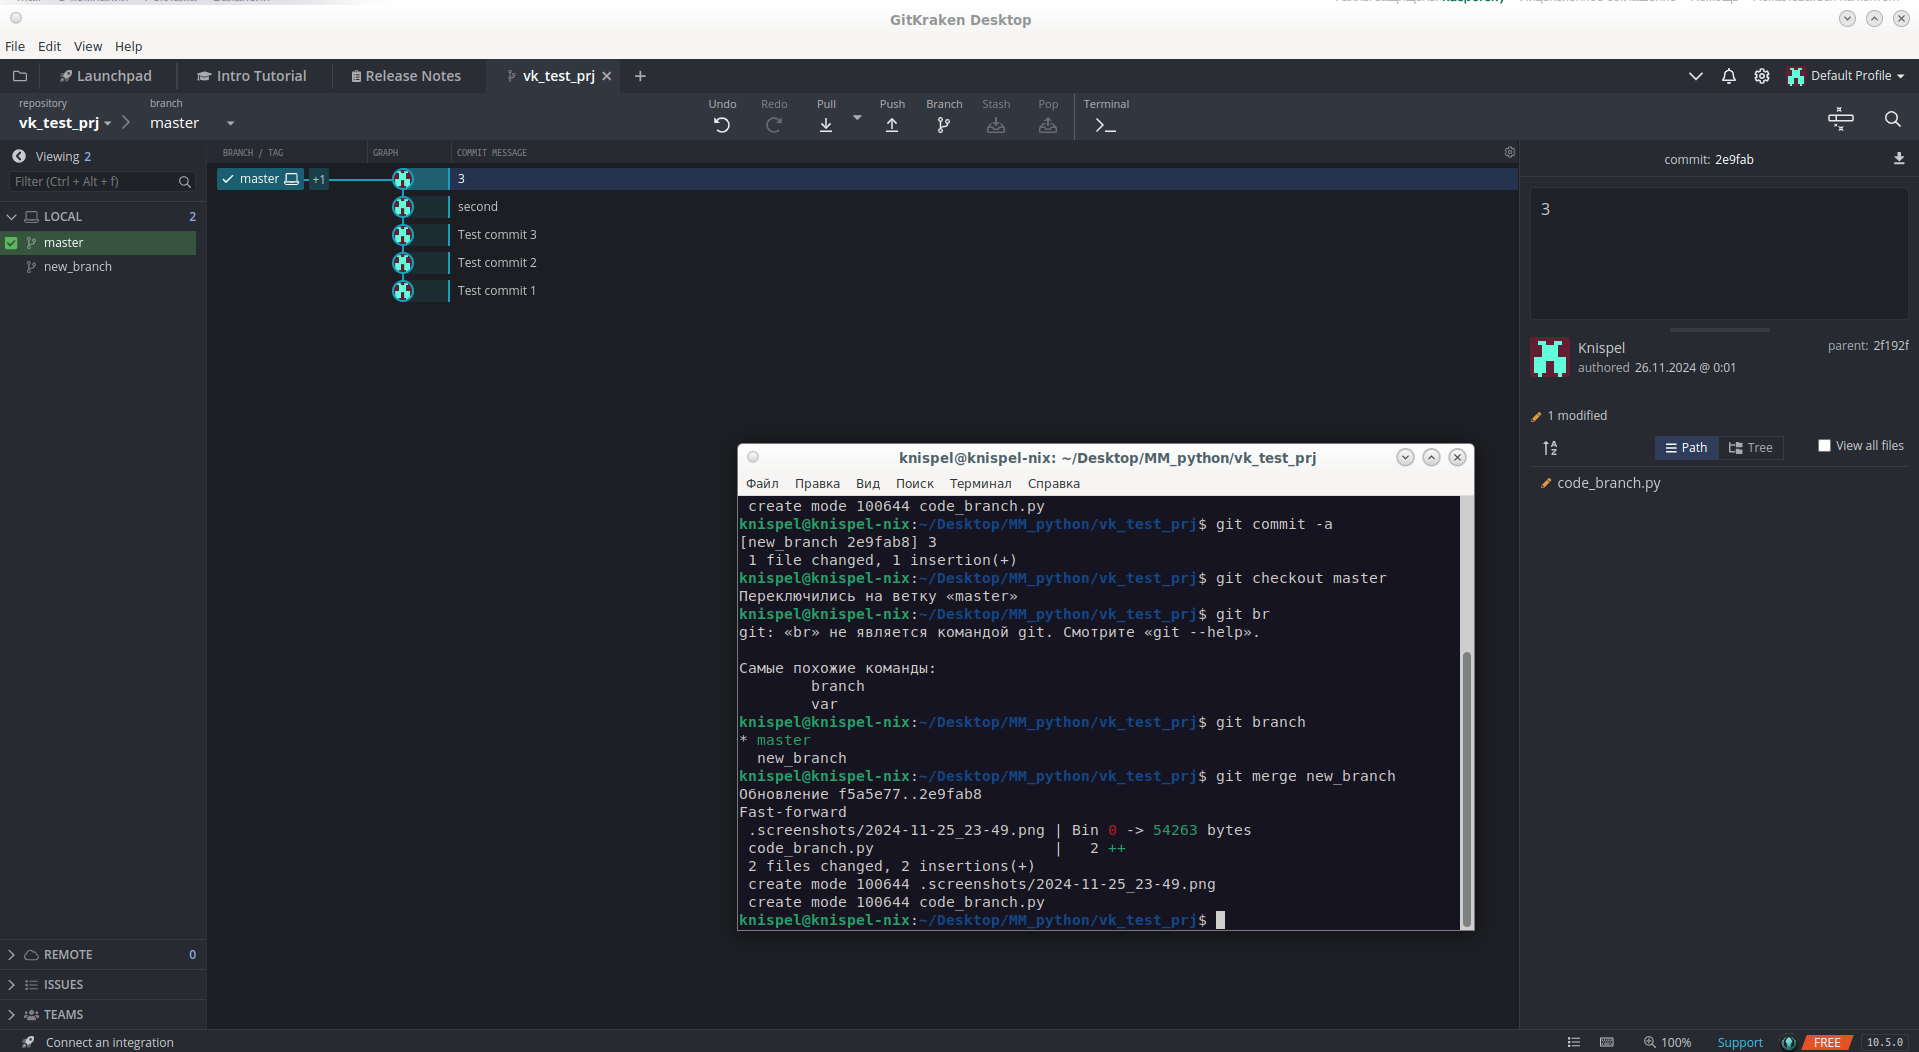 GitKraken Desktop
File Edit View Help
Launchpad Intro Tutorial Release Notes vk_test_prj Default Profile
repository branch Undo Redo Pull Push Branch Stash Pop Terminal
vk_test_prj master
Viewing 2
Filter (Ctrl + Alt + f)
LOCAL 2
master
new_branch
REMOTE 0
ISSUES
TEAMS
BRANCH / TAG GRAPH COMMIT MESSAGE
master +1 3
second
Test commit 3
Test commit 2
Test commit 1
commit: 2e9fab
3
Knispel parent: 2f192f
authored 26.11.2024 @ 0:01
1 modified
Path Tree View all files
code_branch.py
knispel@knispel-nix: ~/Desktop/MM_python/vk_test_prj
Файл Правка Вид Поиск Терминал Справка
create mode 100644 code_branch.py
knispel@knispel-nix:~/Desktop/MM_python/vk_test_prj$ git commit -a
[new_branch 2e9fab8] 3
1 file changed, 1 insertion(+)
knispel@knispel-nix:~/Desktop/MM_python/vk_test_prj$ git checkout master
Переключились на ветку «master»
knispel@knispel-nix:~/Desktop/MM_python/vk_test_prj$ git br
git: «br» не является командой git. Смотрите «git --help».
Самые похожие команды:
branch
var
knispel@knispel-nix:~/Desktop/MM_python/vk_test_prj$ git branch
* master
new_branch
knispel@knispel-nix:~/Desktop/MM_python/vk_test_prj$ git merge new_branch
Обновление f5a5e77..2e9fab8
Fast-forward
.screenshots/2024-11-25_23-49.png | Bin 0 -> 54263 bytes
code_branch.py | 2 ++
2 files changed, 2 insertions(+)
create mode 100644 .screenshots/2024-11-25_23-49.png
create mode 100644 code_branch.py
knispel@knispel-nix:~/Desktop/MM_python/vk_test_prj$
Connect an integration 100% Support FREE 10.5.0